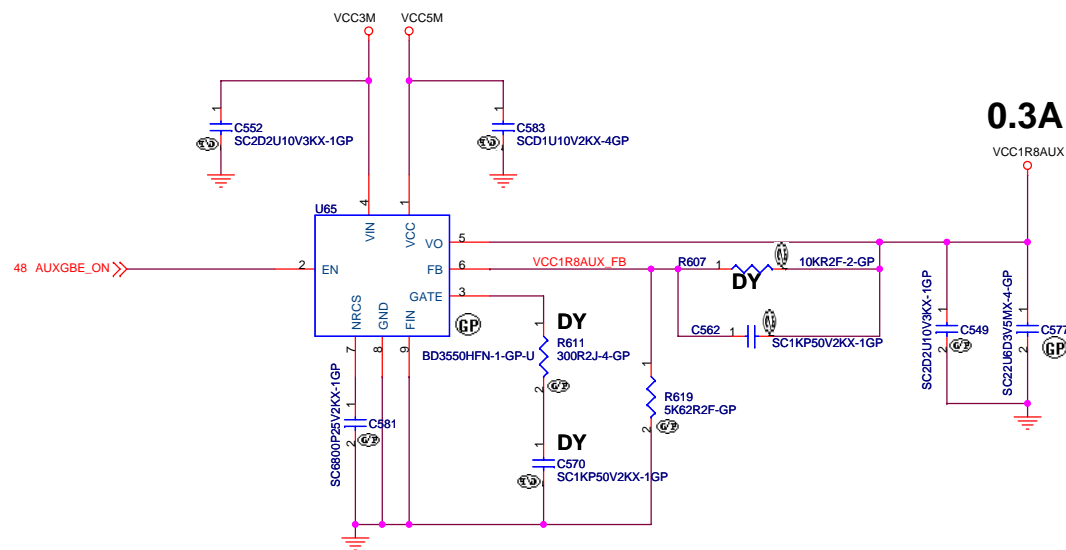 VCC3M
VCC5M
1
C552
SC2D2U10V3KX-1GP
1
C583
SCD1U10V2KX-4GP
0.3A
VCC1R8AUX
U65
4
1
VIN
VCC
VO
5
48 AUXGBE_ON
2
EN
FB
6
VCC1R8AUX_FB
R607
1
10KR2F-2-GP
DY
GATE
3
NRCS
GND
FIN
GP
7
8
9
BD3550HFN-1-GP-U
1
DY
R611
300R2J-4-GP
2
C562
1
SC1KP50V2KX-1GP
SC2D2U10V3KX-1GP
1
C549
2
SC22U6D3V5MX-4-GP
1
C577
2
GP
SC6800P25V2KX-1GP
1
C581
2
R619
5K62R2F-GP
2
1
DY
C570
SC1KP50V2KX-1GP